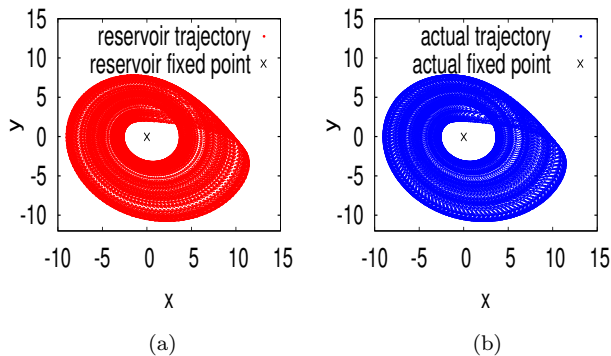 reservoir trajectory
reservoir fixed point ×
15
10
5
0
-5
-10
y
-10 -5 0 5 10 15
x
(a)
actual trajectory
actual fixed point ×
15
10
5
0
-5
-10
y
-10 -5 0 5 10 15
x
(b)